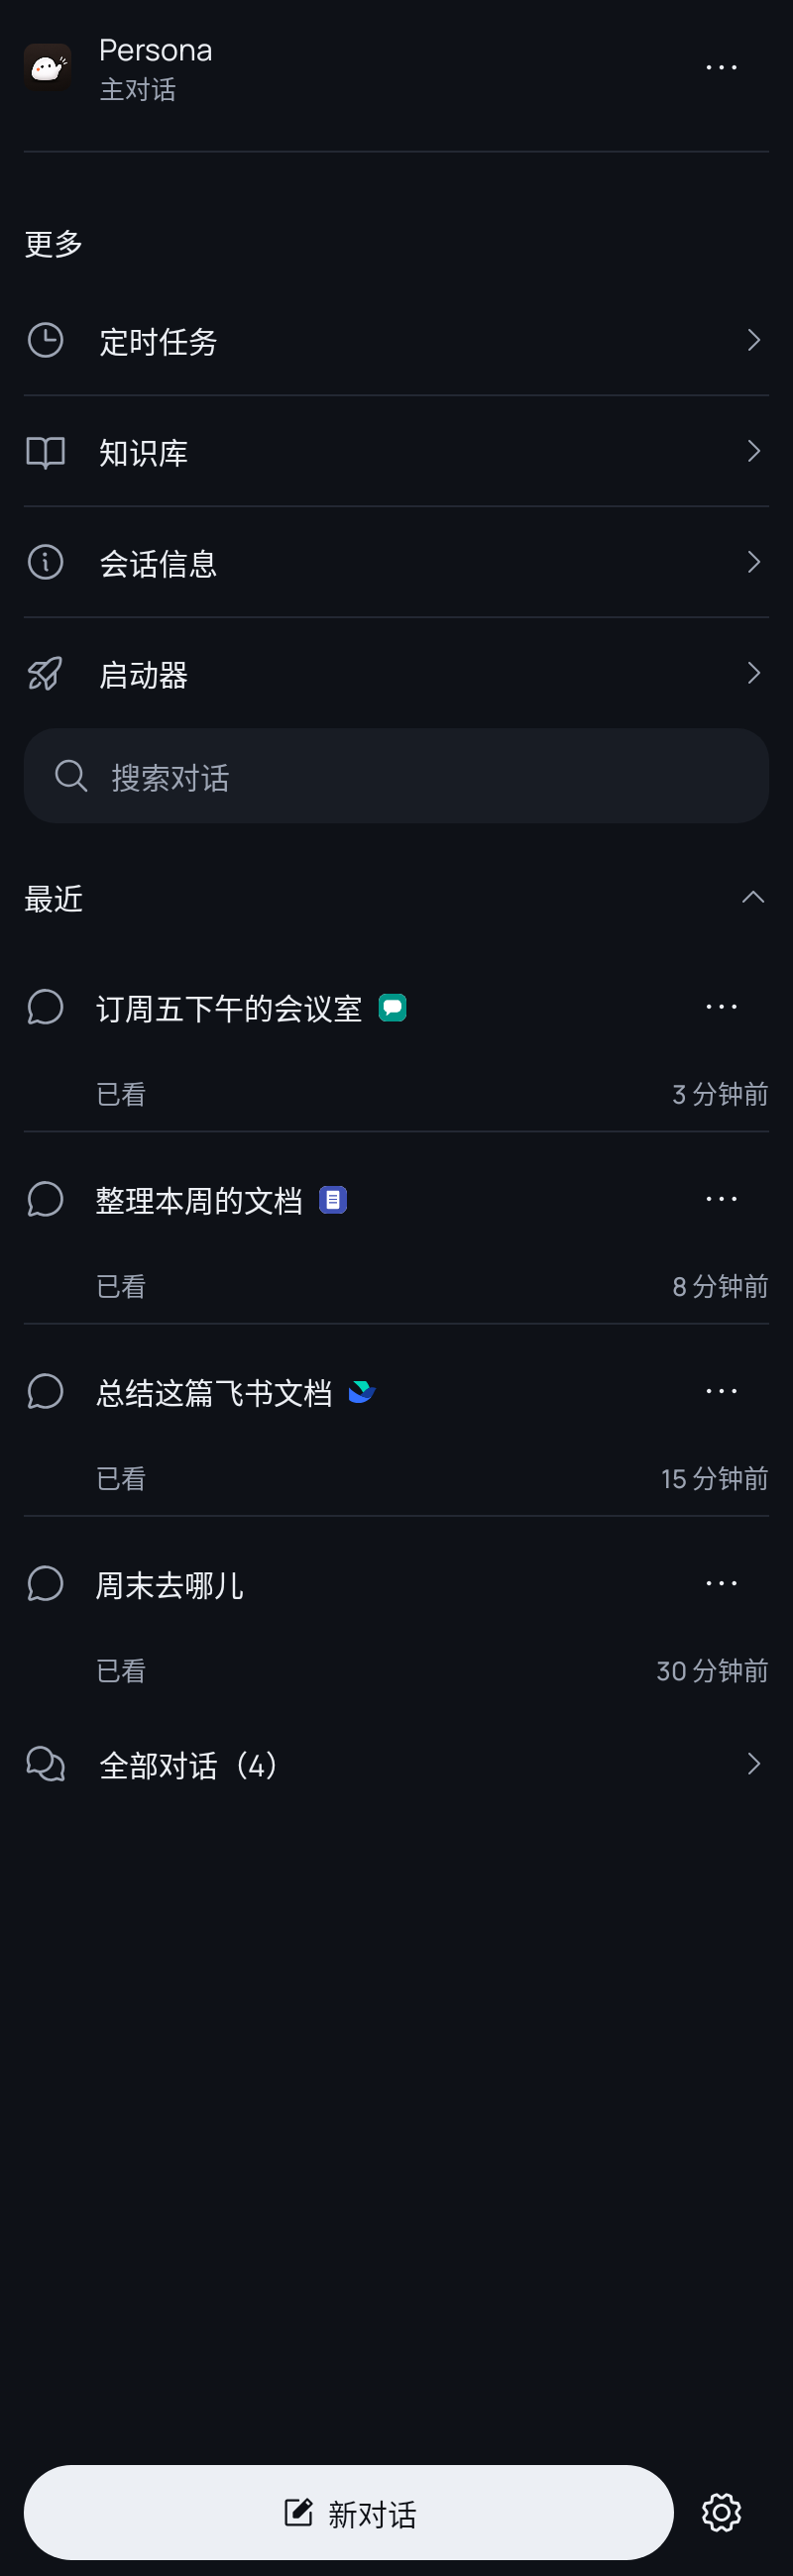 Persona
主对话
更多
定时任务
知识库
会话信息
启动器
搜索对话
最近
订周五下午的会议室
已看
3 分钟前
整理本周的文档
已看
8 分钟前
总结这篇飞书文档
已看
15 分钟前
周末去哪儿
已看
30 分钟前
全部对话（4）
新对话